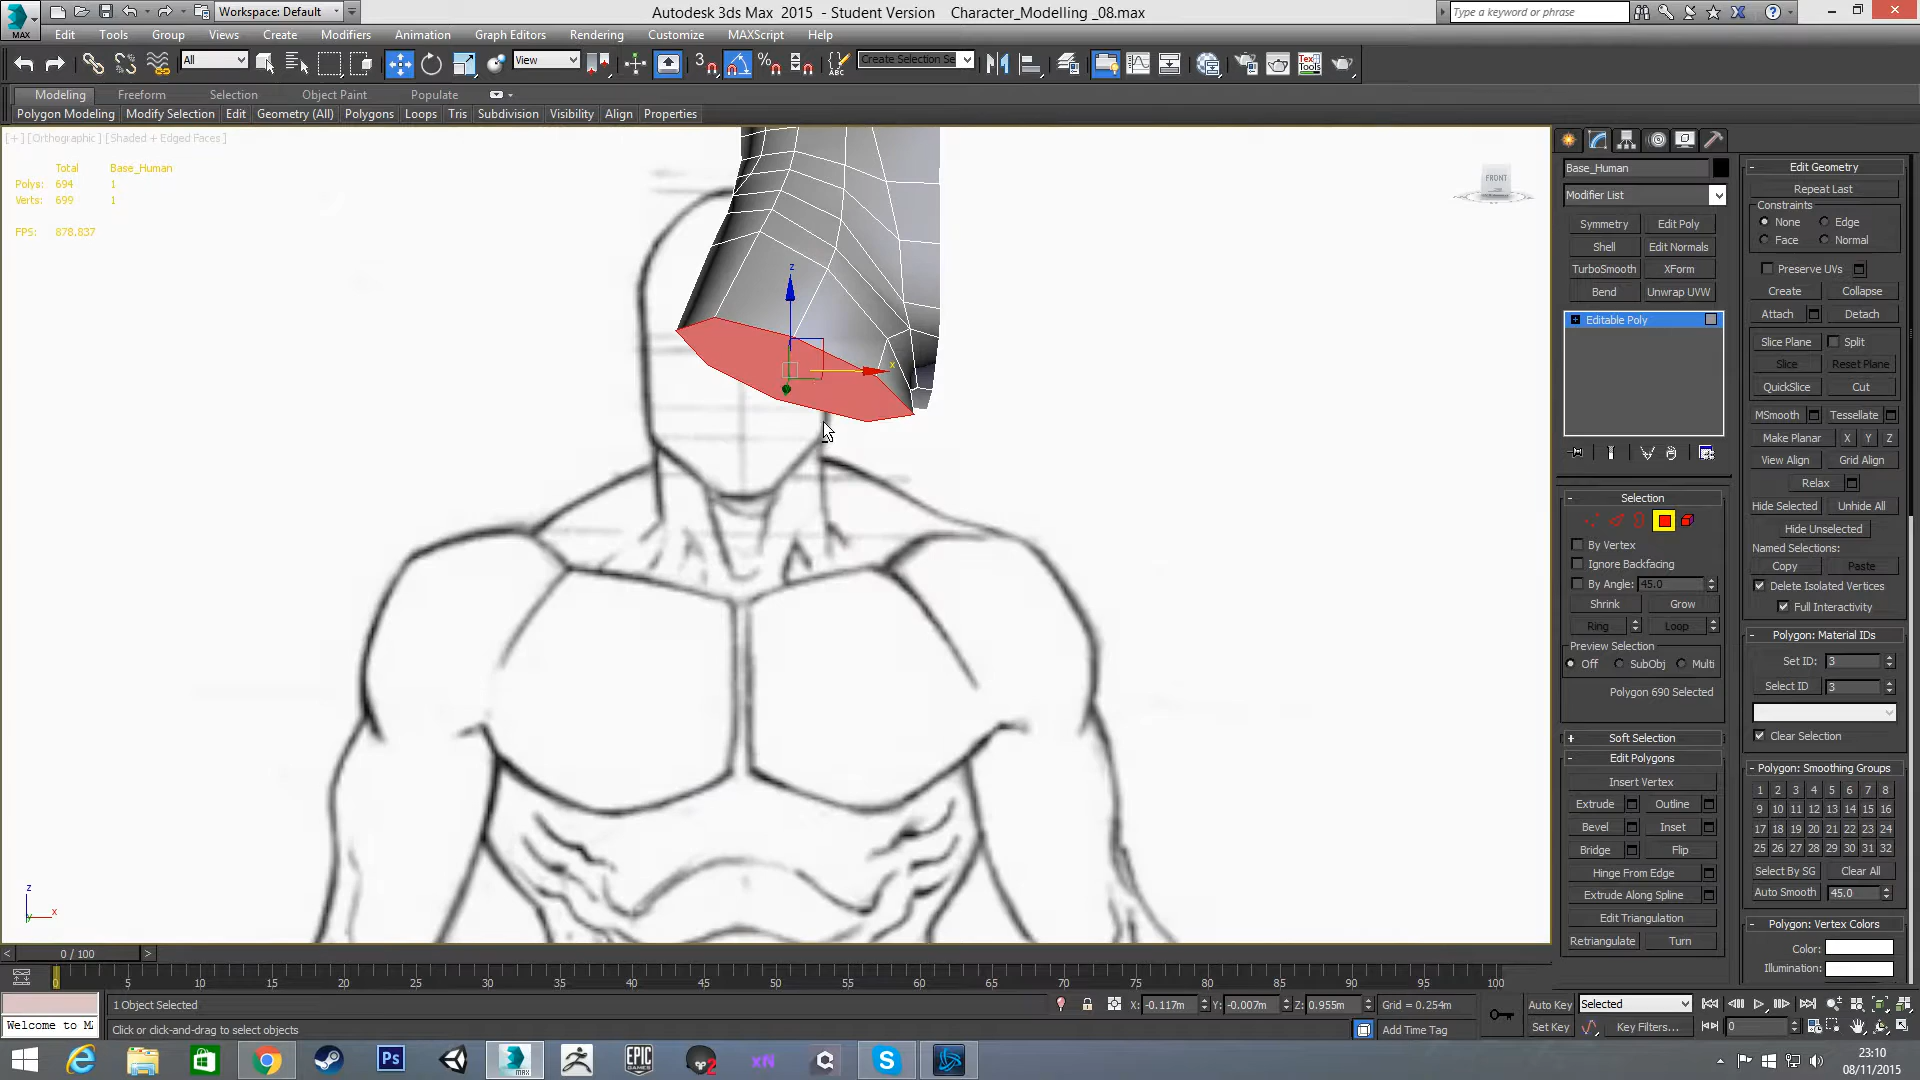 Workspace: Default
Autodesk 3ds Max 2015 - Student Version Character_Modelling _08.max
Type a keyword or phrase
MAX
Edit Tools Group Views Create Modifiers Animation Graph Editors Rendering Customize MAXScript Help
All
View
Create Selection Se
Modeling Freeform Selection Object Paint Populate
Polygon Modeling Modify Selection Edit Geometry (All) Polygons Loops Tris Subdivision Visibility Align Properties
[+] [Orthographic ] [Shaded + Edged Faces ]
Total Base_Human
Polys: 694 1
Verts: 699 1
FPS: 878.837
FRONT
z
x
z
x
y
Base_Human
Modifier List
Symmetry Edit Poly
Shell Edit Normals
TurboSmooth XForm
Bend Unwrap UVW
Editable Poly
Selection
By Vertex
Ignore Backfacing
By Angle: 45.0
Shrink Grow
Ring Loop
Preview Selection
Off SubObj Multi
Polygon 690 Selected
Soft Selection
Edit Polygons
Insert Vertex
Extrude Outline
Bevel Inset
Bridge Flip
Hinge From Edge
Extrude Along Spline
Edit Triangulation
Retriangulate Turn
Edit Geometry
Repeat Last
Constraints
None Edge
Face Normal
Preserve UVs
Create Collapse
Attach Detach
Slice Plane Split
Slice Reset Plane
QuickSlice Cut
MSmooth Tessellate
Make Planar X Y Z
View Align Grid Align
Relax
Hide Selected Unhide All
Hide Unselected
Named Selections:
Copy Paste
Delete Isolated Vertices
Full Interactivity
Polygon: Material IDs
Set ID: 3
Select ID 3
Clear Selection
Polygon: Smoothing Groups
1 2 3 4 5 6 7 8
9 10 11 12 13 14 15 16
17 18 19 20 21 22 23 24
25 26 27 28 29 30 31 32
Select By SG Clear All
Auto Smooth 45.0
Polygon: Vertex Colors
Color:
Illumination:
< 0 / 100 >
0 5 10 15 20 25 30 35 40 45 50 55 60 65 70 75 80 85 90 95 100
1 Object Selected
X: -0.117m Y: -0.007m Z: 0.955m Grid = 0.254m
Auto Key Selected
Welcome to M
Click or click-and-drag to select objects
Add Time Tag
Set Key Key Filters... 0
23:10
08/11/2015